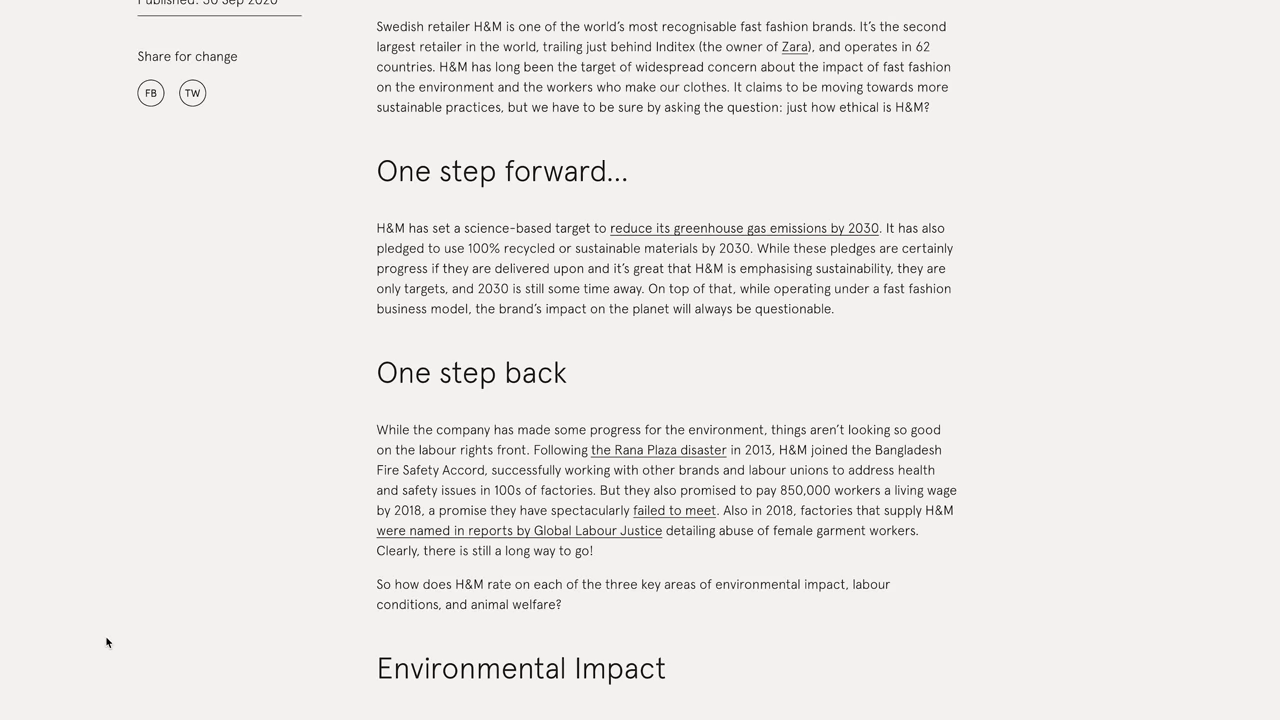 Published: 30 Sep 2020
Share for change
FB TW
Swedish retailer H&M is one of the world’s most recognisable fast fashion brands. It’s the second
largest retailer in the world, trailing just behind Inditex (the owner of Zara), and operates in 62
countries. H&M has long been the target of widespread concern about the impact of fast fashion
on the environment and the workers who make our clothes. It claims to be moving towards more
sustainable practices, but we have to be sure by asking the question: just how ethical is H&M?
One step forward…
H&M has set a science-based target to reduce its greenhouse gas emissions by 2030. It has also
pledged to use 100% recycled or sustainable materials by 2030. While these pledges are certainly
progress if they are delivered upon and it’s great that H&M is emphasising sustainability, they are
only targets, and 2030 is still some time away. On top of that, while operating under a fast fashion
business model, the brand’s impact on the planet will always be questionable.
One step back
While the company has made some progress for the environment, things aren’t looking so good
on the labour rights front. Following the Rana Plaza disaster in 2013, H&M joined the Bangladesh
Fire Safety Accord, successfully working with other brands and labour unions to address health
and safety issues in 100s of factories. But they also promised to pay 850,000 workers a living wage
by 2018, a promise they have spectacularly failed to meet. Also in 2018, factories that supply H&M
were named in reports by Global Labour Justice detailing abuse of female garment workers.
Clearly, there is still a long way to go!
So how does H&M rate on each of the three key areas of environmental impact, labour
conditions, and animal welfare?
Environmental Impact